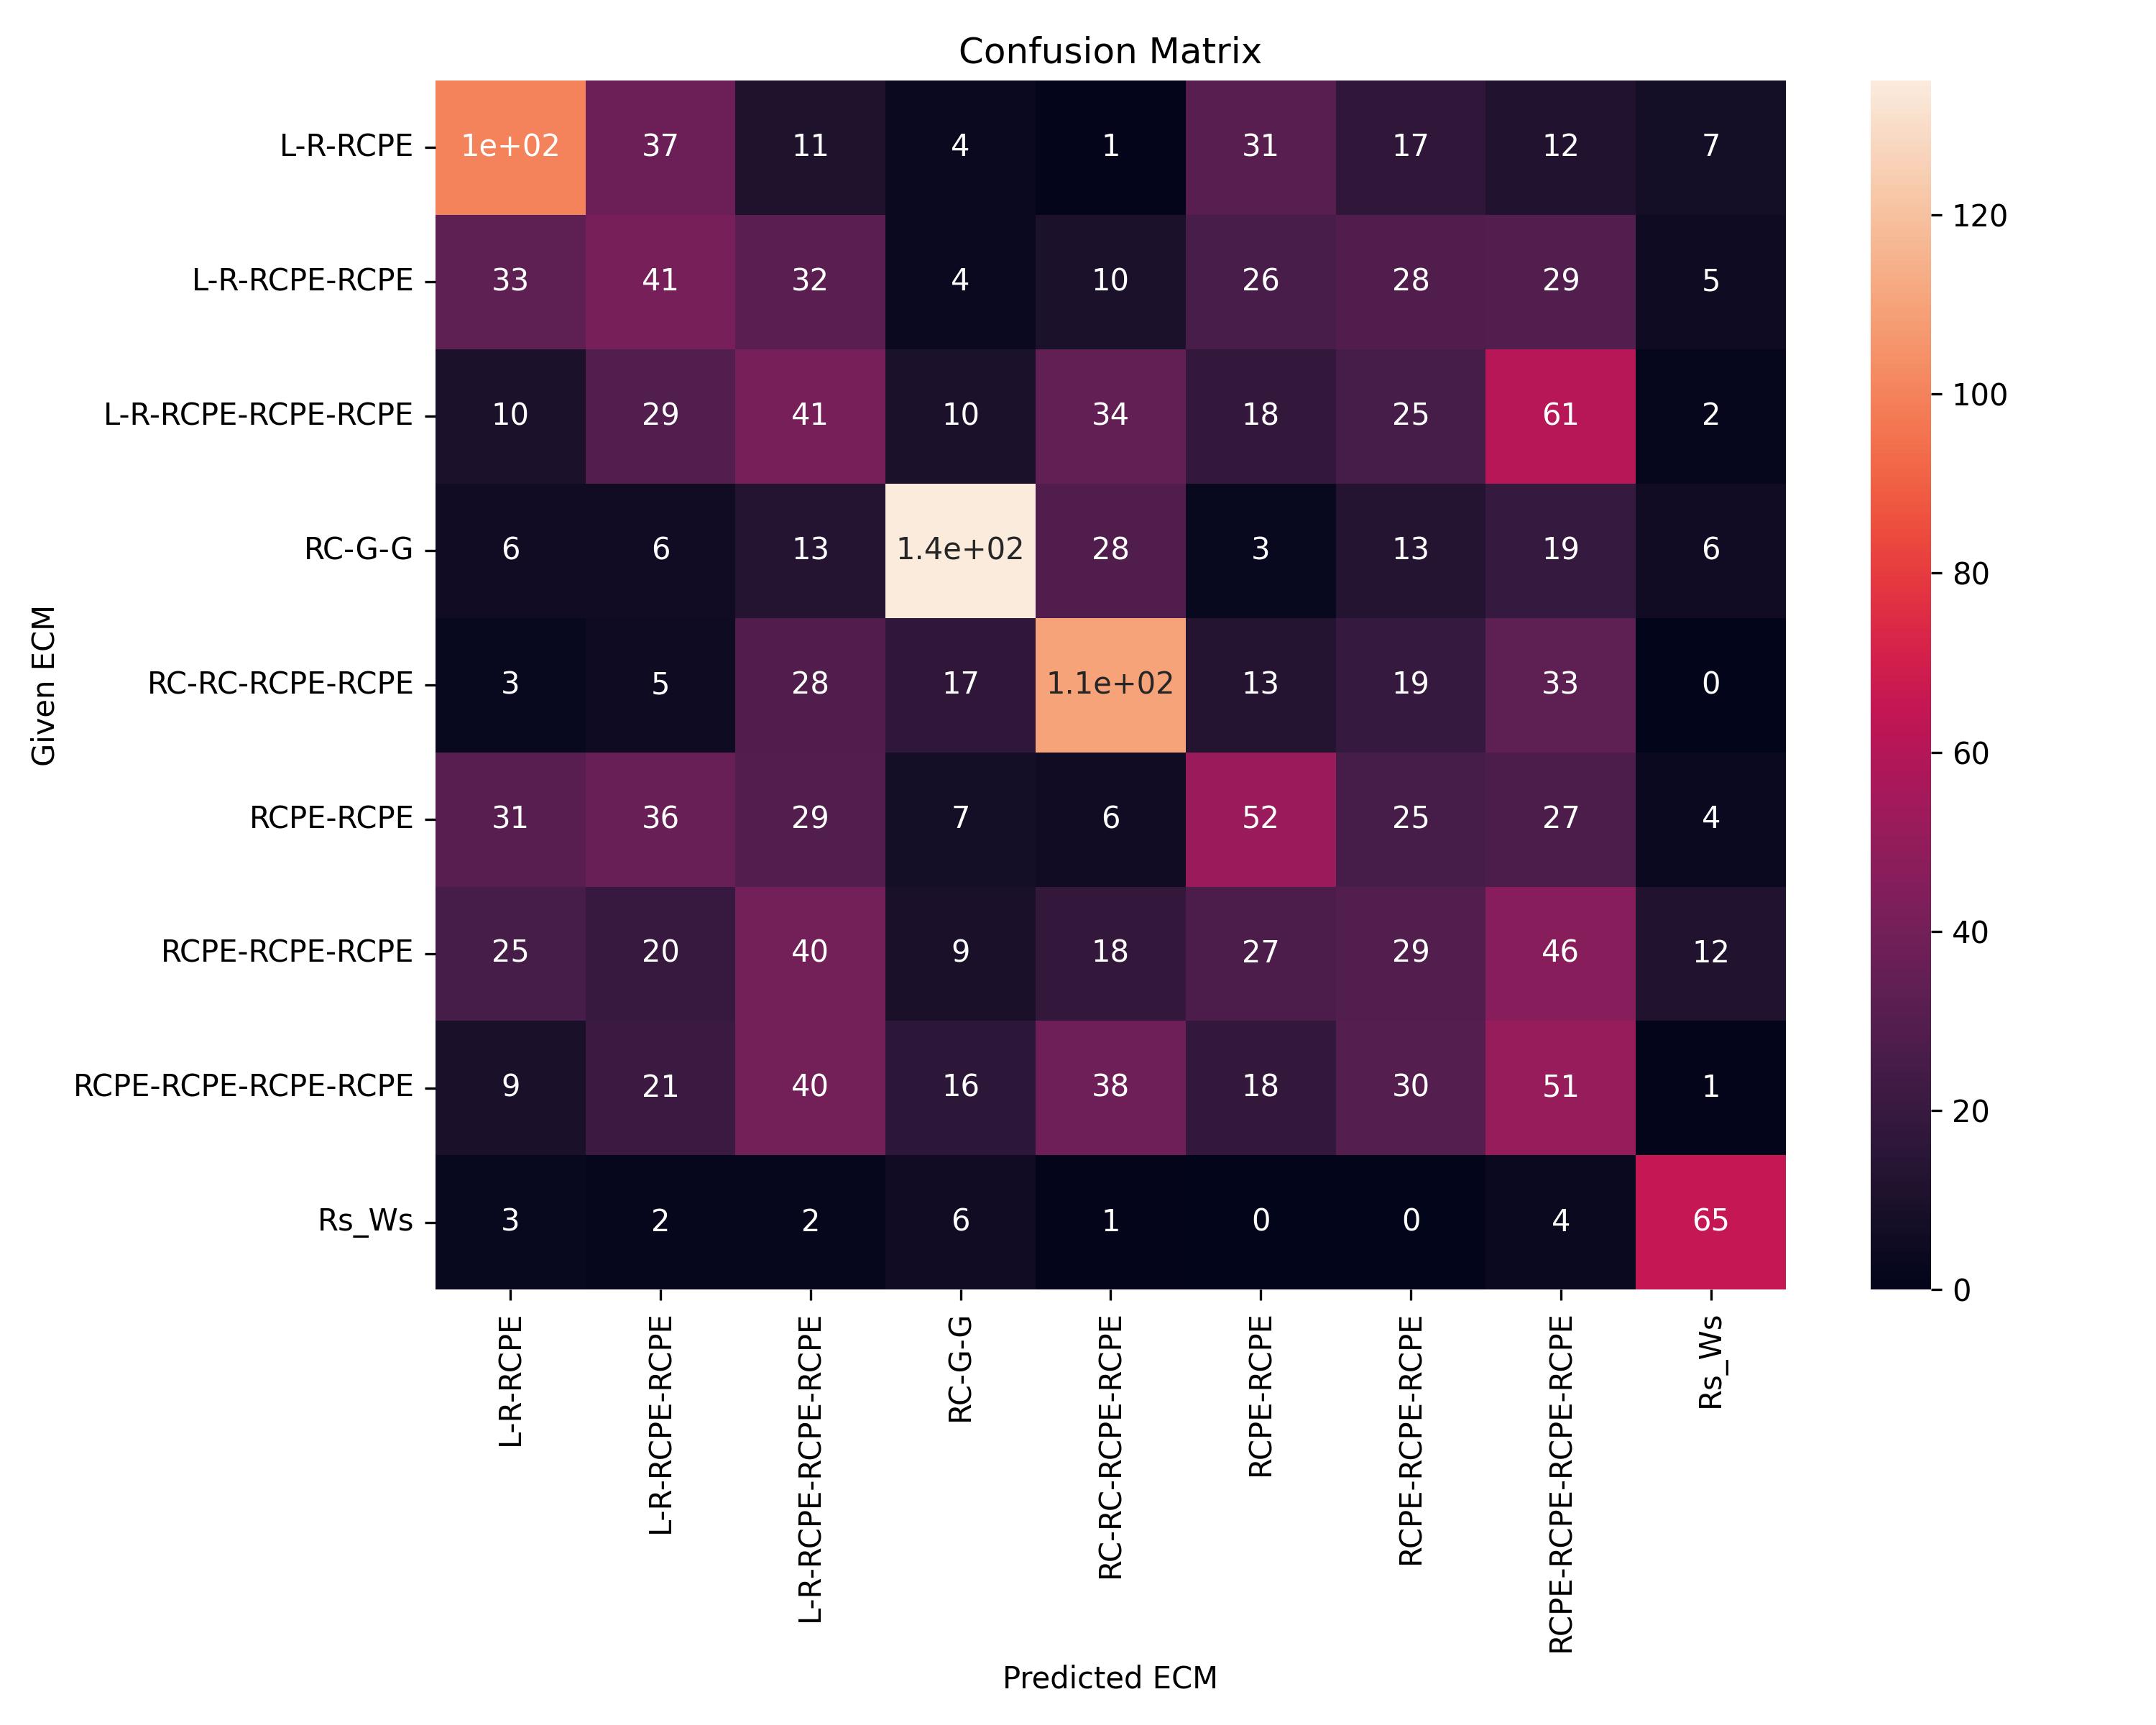 Confusion Matrix
L-R-RCPE 1e+02 37 11 4 1 31 17 12 7
L-R-RCPE-RCPE 33 41 32 4 10 26 28 29 5
L-R-RCPE-RCPE-RCPE 10 29 41 10 34 18 25 61 2
RC-G-G 6 6 13 1.4e+02 28 3 13 19 6
RC-RC-RCPE-RCPE 3 5 28 17 1.1e+02 13 19 33 0
RCPE-RCPE 31 36 29 7 6 52 25 27 4
RCPE-RCPE-RCPE 25 20 40 9 18 27 29 46 12
RCPE-RCPE-RCPE-RCPE 9 21 40 16 38 18 30 51 1
Rs_Ws 3 2 2 6 1 0 0 4 65
Given ECM
L-R-RCPE
L-R-RCPE-RCPE
L-R-RCPE-RCPE-RCPE
RC-G-G
RC-RC-RCPE-RCPE
RCPE-RCPE
RCPE-RCPE-RCPE
RCPE-RCPE-RCPE-RCPE
Rs_Ws
Predicted ECM
120
100
80
60
40
20
0